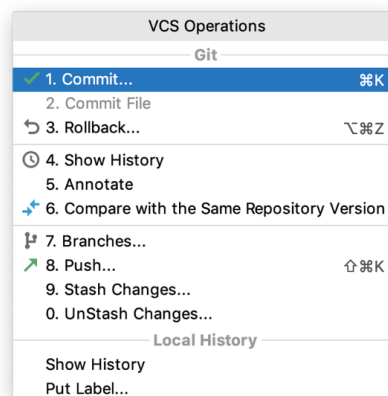 VCS Operations
Git
1. Commit... ⌘K
2. Commit File
3. Rollback... ⌥⌘Z
4. Show History
5. Annotate
6. Compare with the Same Repository Version
7. Branches...
8. Push... ⇧⌘K
9. Stash Changes...
0. UnStash Changes...
Local History
Show History
Put Label...